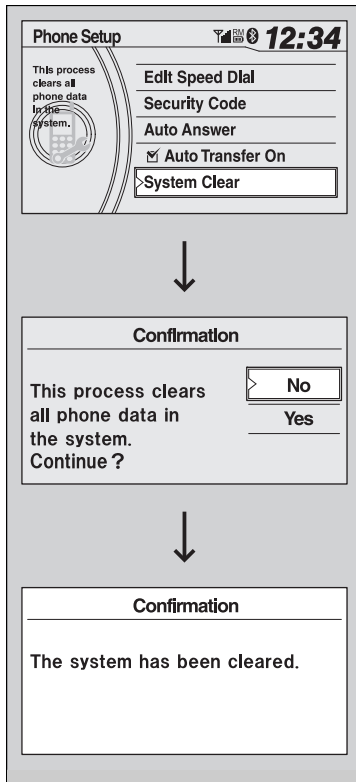 Phone Setup
RM
12:34
This process
clears all
phone data
in the
system.
Edit Speed Dial
Security Code
Auto Answer
Auto Transfer On
System Clear
Confirmation
This process clears
all phone data in
the system.
Continue ?
No
Yes
Confirmation
The system has been cleared.